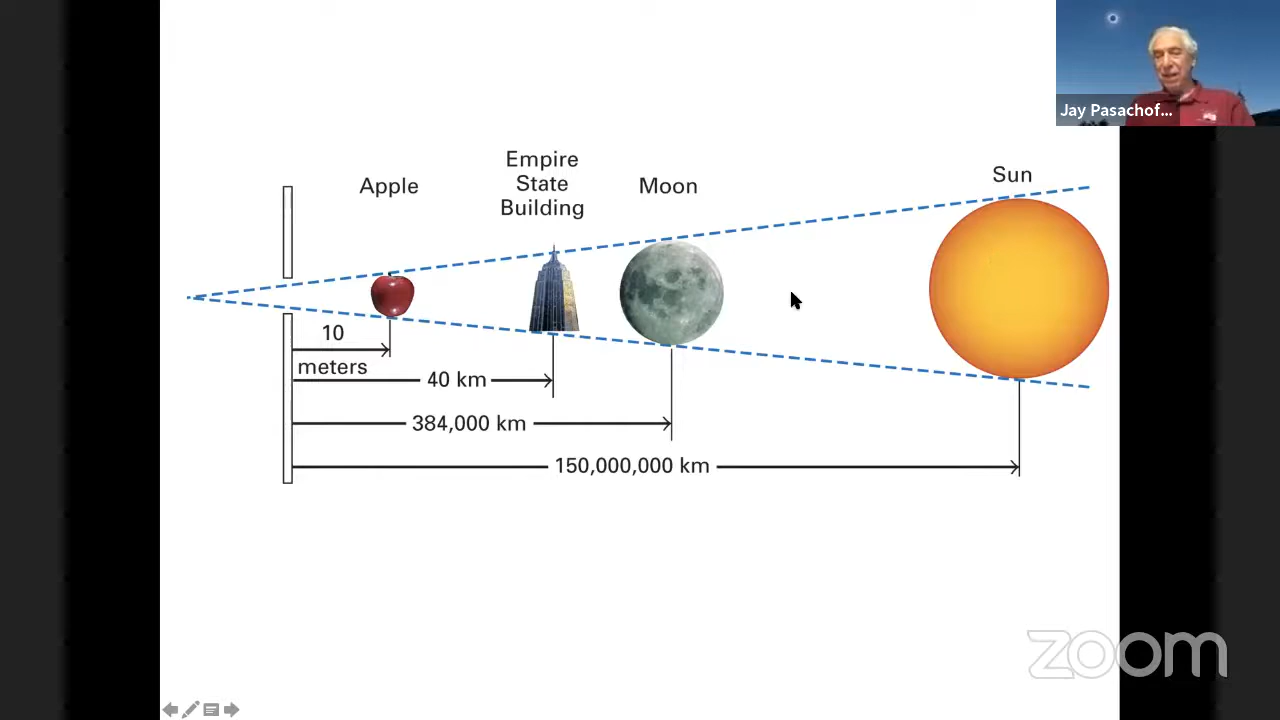 Jay Pasachof...
Empire
State
Building
Apple
Moon
Sun
10
meters
40 km
384,000 km
150,000,000 km
zoom